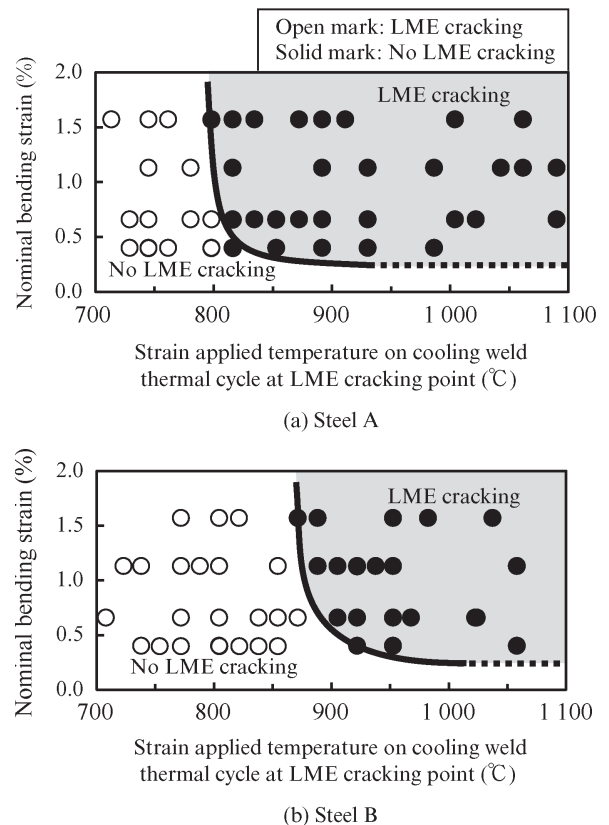 Open mark: LME cracking
Solid mark: No LME cracking
Nominal bending strain (%)
2.0
1.5
1.0
0.5
0.0
LME cracking
No LME cracking
700
800
900
1 000
1 100
Strain applied temperature on cooling weld
thermal cycle at LME cracking point (℃)
(a) Steel A
Nominal bending strain (%)
2.0
1.5
1.0
0.5
0.0
LME cracking
No LME cracking
700
800
900
1 000
1 100
Strain applied temperature on cooling weld
thermal cycle at LME cracking point (℃)
(b) Steel B